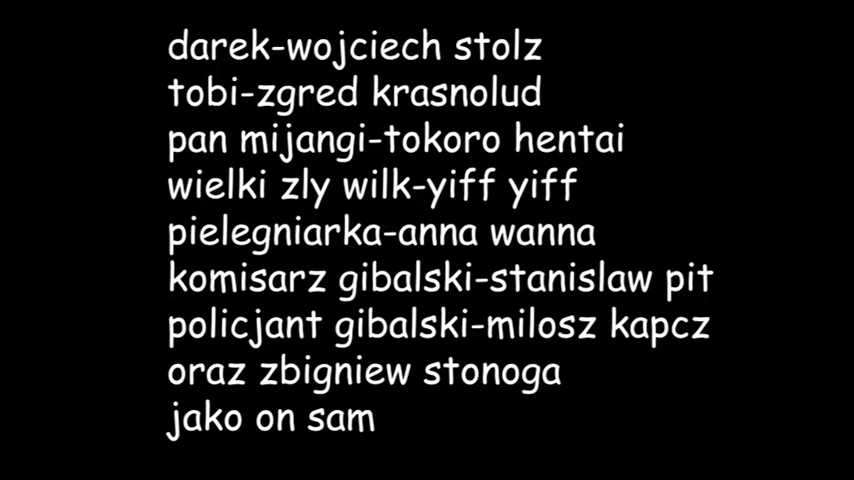 darek-wojciech stolz
tobi-zgred krasnolud
pan mijangi-tokoro hentai
wielki zly wilk-yiff yiff
pielegniarka-anna wanna
komisarz gibalski-stanislaw pit
policjant gibalski-milosz kapcz
oraz zbigniew stonoga
jako on sam